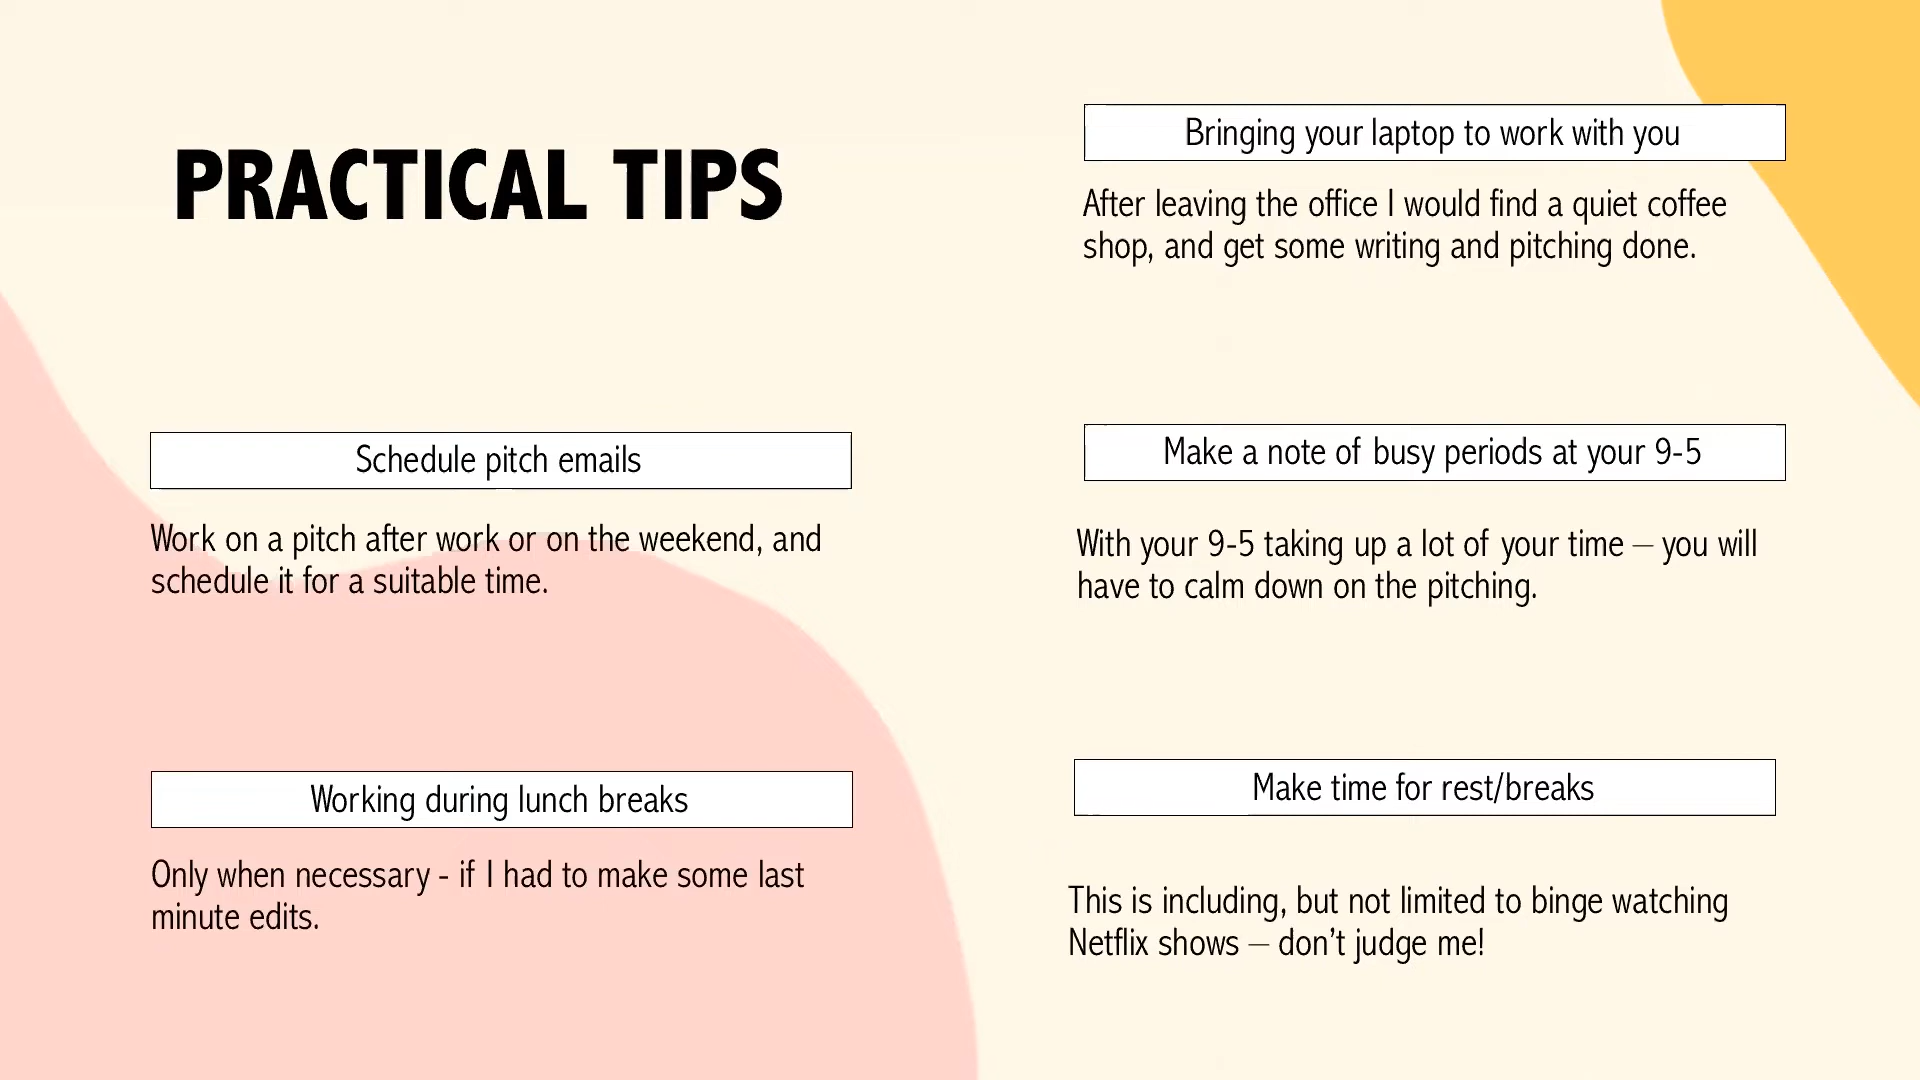 PRACTICAL TIPS
Schedule pitch emails
Work on a pitch after work or on the weekend, and
schedule it for a suitable time.
Working during lunch breaks
Only when necessary - if I had to make some last
minute edits.
Bringing your laptop to work with you
After leaving the office I would find a quiet coffee
shop, and get some writing and pitching done.
Make a note of busy periods at your 9-5
With your 9-5 taking up a lot of your time – you will
have to calm down on the pitching.
Make time for rest/breaks
This is including, but not limited to binge watching
Netflix shows – don’t judge me!